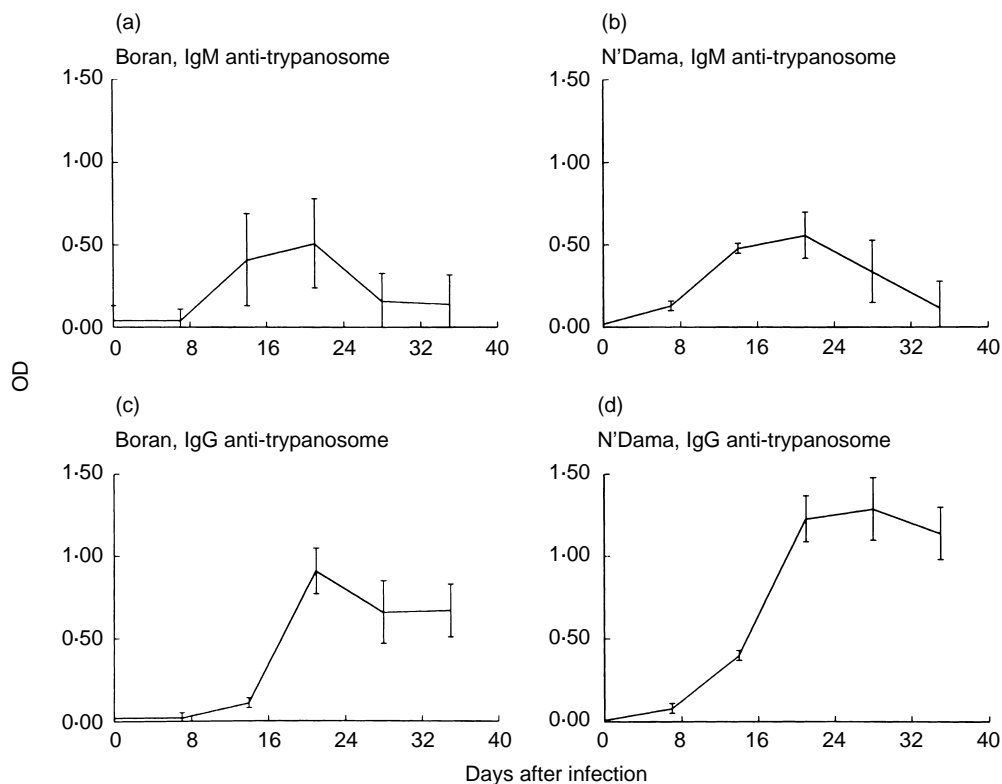 (a)
Boran, IgM anti-trypanosome
1·50
1·00
0·50
0·00
0 8 16 24 32 40
(b)
N'Dama, IgM anti-trypanosome
1·50
1·00
0·50
0·00
0 8 16 24 32 40
OD
(c)
Boran, IgG anti-trypanosome
1·50
1·00
0·50
0·00
0 8 16 24 32 40
(d)
N'Dama, IgG anti-trypanosome
1·50
1·00
0·50
0·00
0 8 16 24 32 40
Days after infection